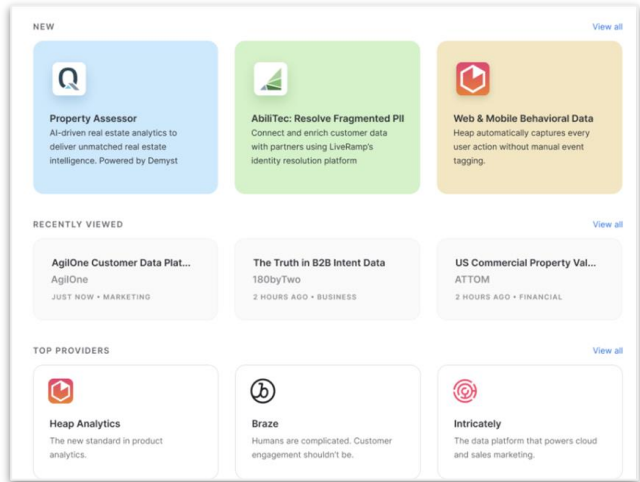 NEW
View all
Property Assessor
AI-driven real estate analytics to
deliver unmatched real estate
intelligence. Powered by Demyst
AbiliTec: Resolve Fragmented PII
Connect and enrich customer data
with partners using LiveRamp's
identity resolution platform
Web & Mobile Behavioral Data
Heap automatically captures every
user action without manual event
tagging.
RECENTLY VIEWED
View all
AgilOne Customer Data Plat...
AgilOne
JUST NOW • MARKETING
The Truth in B2B Intent Data
180byTwo
2 HOURS AGO • BUSINESS
US Commercial Property Val...
ATTOM
2 HOURS AGO • FINANCIAL
TOP PROVIDERS
View all
Heap Analytics
The new standard in product
analytics.
Braze
Humans are complicated. Customer
engagement shouldn't be.
Intricately
The data platform that powers cloud
and sales marketing.